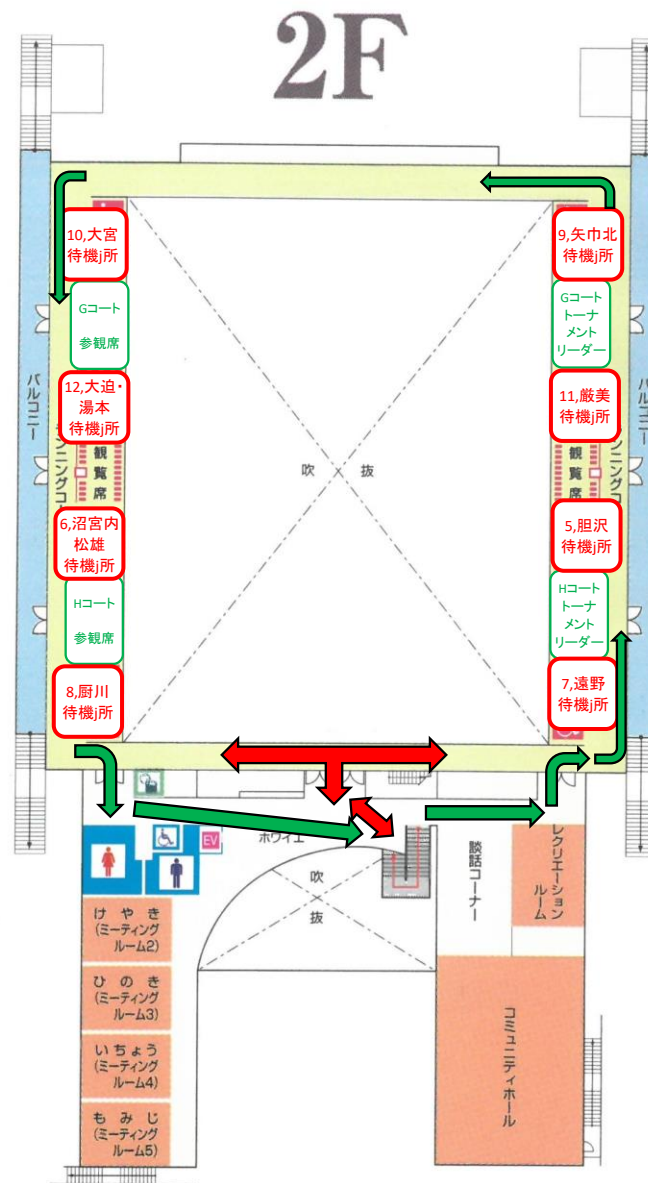 2F
10,大宮
待機j所
9,矢巾北
待機j所
Gコート
参観席
Gコート
トーナ
メント
リーダー
バルコニー
バルコニー
12,大迫・
湯本
待機j所
11,厳美
待機j所
観覧席
観覧席
吹 抜
6,沼宮内
松雄
待機j所
5,胆沢
待機j所
Hコート
参観席
Hコート
トーナ
メント
リーダー
8,厨川
待機j所
7,遠野
待機j所
EV
吹
抜
談話コーナー
レクリエーション
ルーム
けやき
(ミーティング
ルーム2)
ひのき
(ミーティング
ルーム3)
いちょう
(ミーティング
ルーム4)
もみじ
(ミーティング
ルーム5)
コミュニティホール